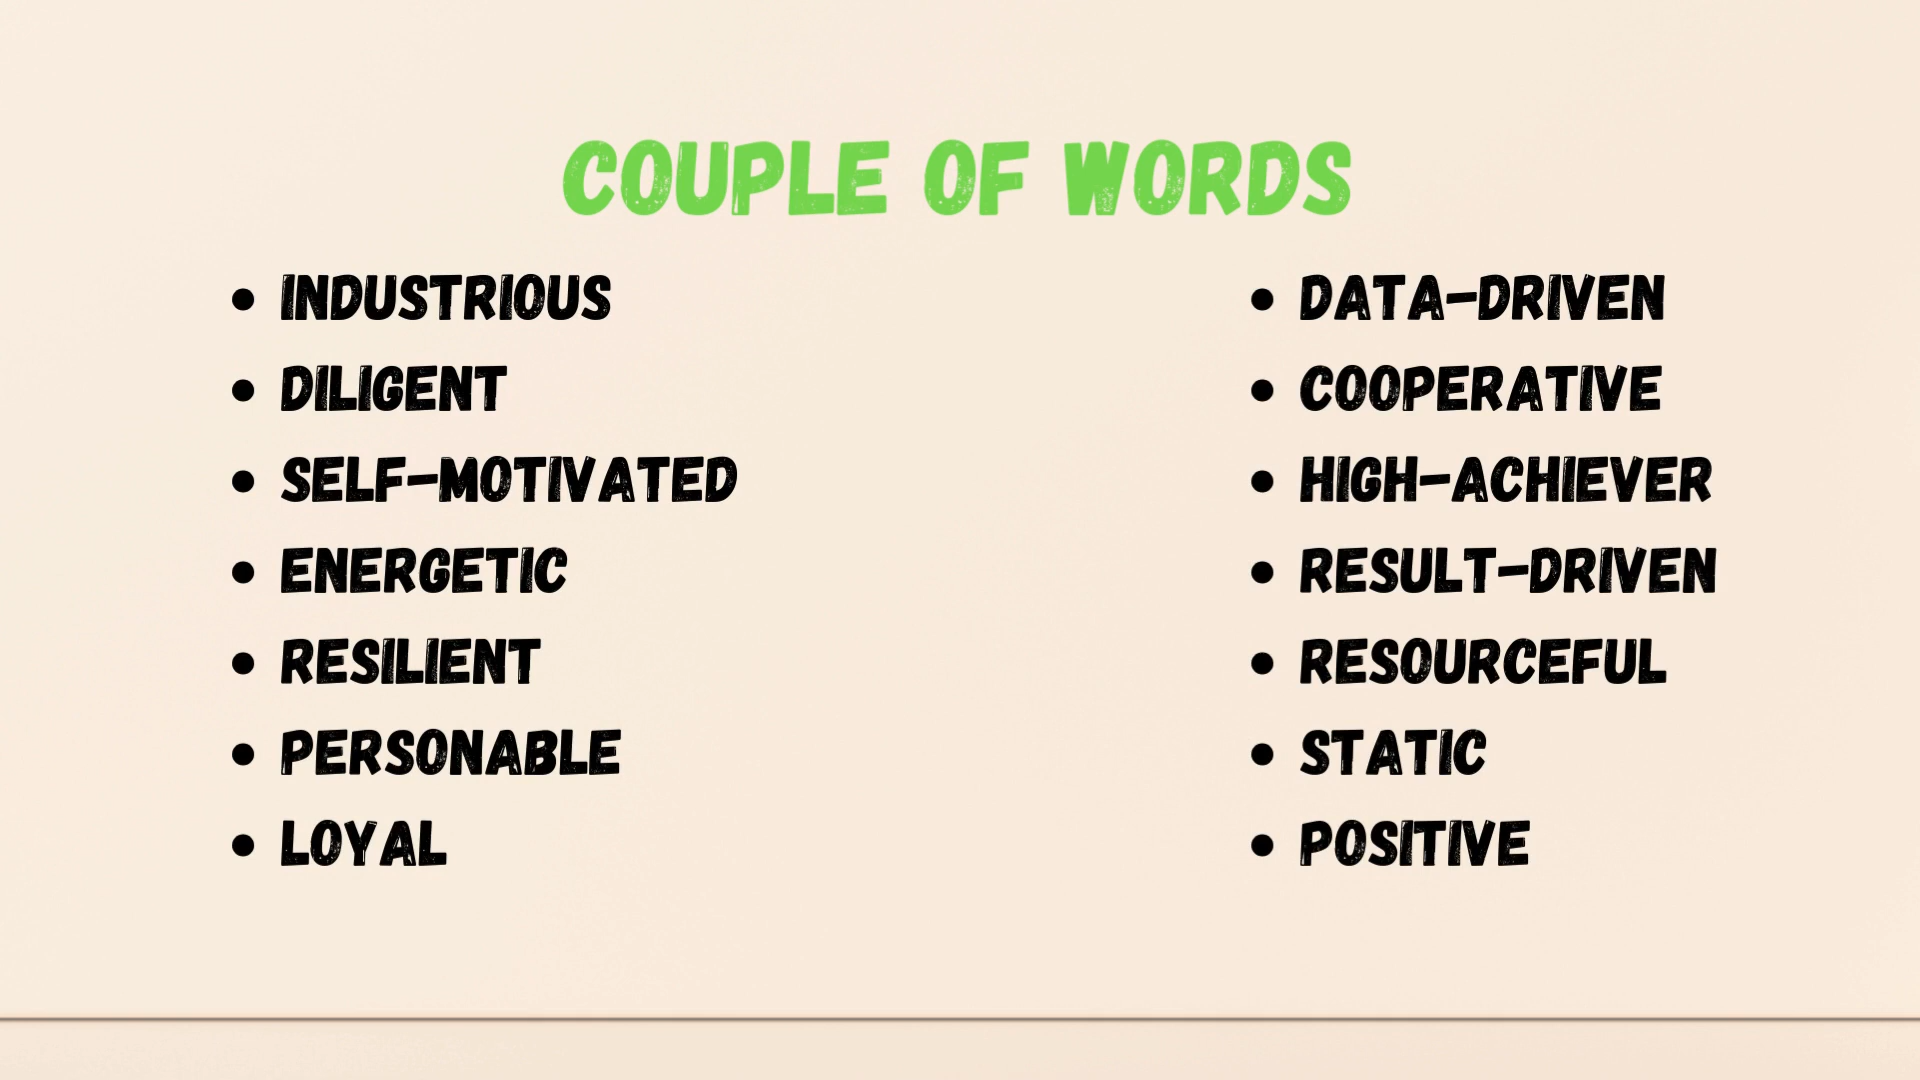 COUPLE OF WORDS
• INDUSTRIOUS
• DILIGENT
• SELF-MOTIVATED
• ENERGETIC
• RESILIENT
• PERSONABLE
• LOYAL
• DATA-DRIVEN
• COOPERATIVE
• HIGH-ACHIEVER
• RESULT-DRIVEN
• RESOURCEFUL
• STATIC
• POSITIVE